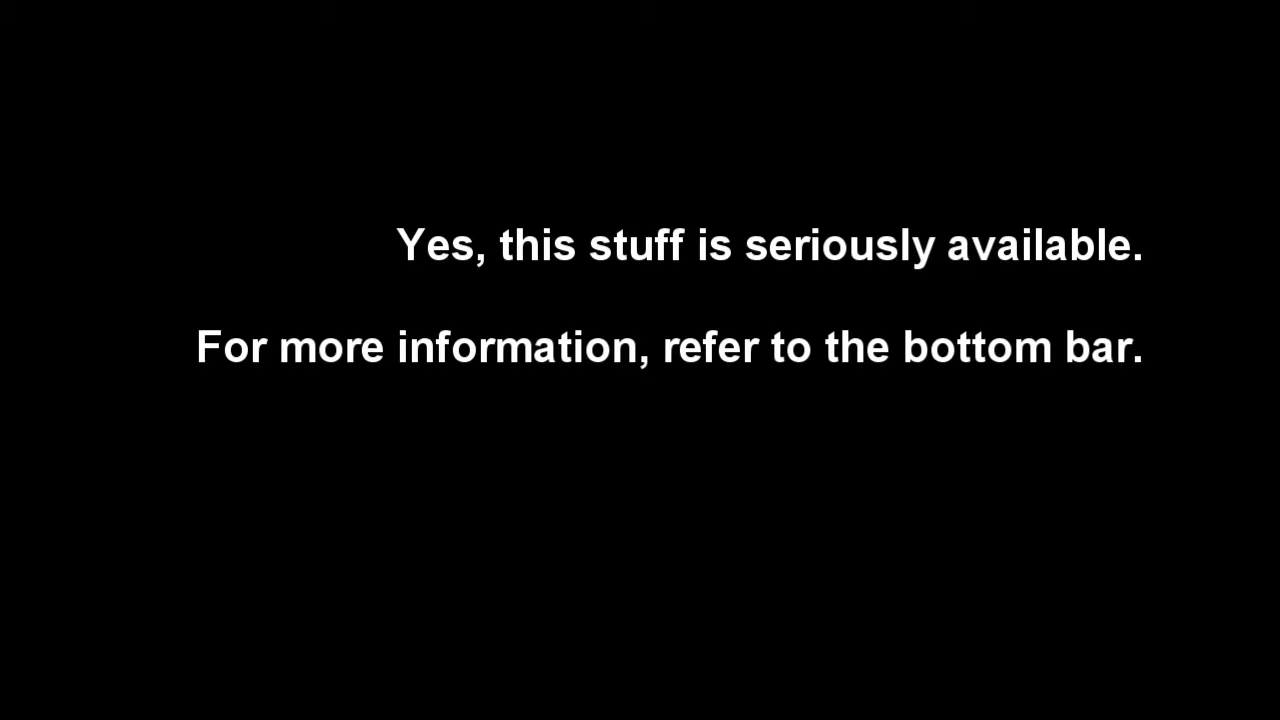 Yes, this stuff is seriously available.
For more information, refer to the bottom bar.